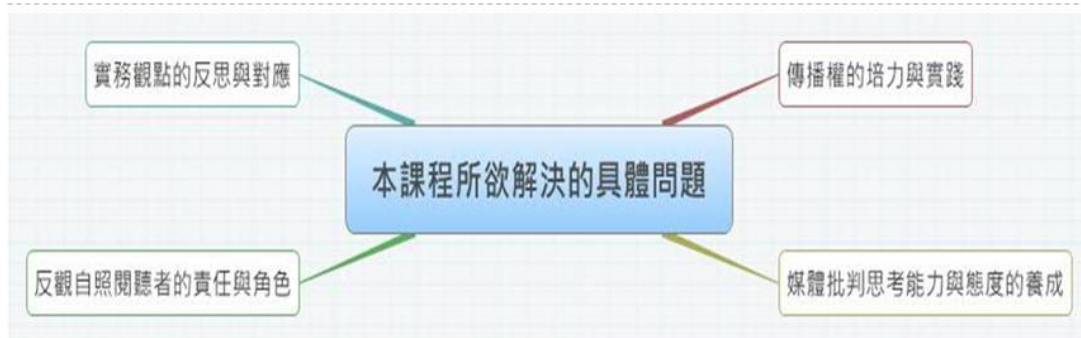 實務觀點的反思與對應
傳播權的培力與實踐
本課程所欲解決的具體問題
反觀自照閱聽者的責任與角色
媒體批判思考能力與態度的養成